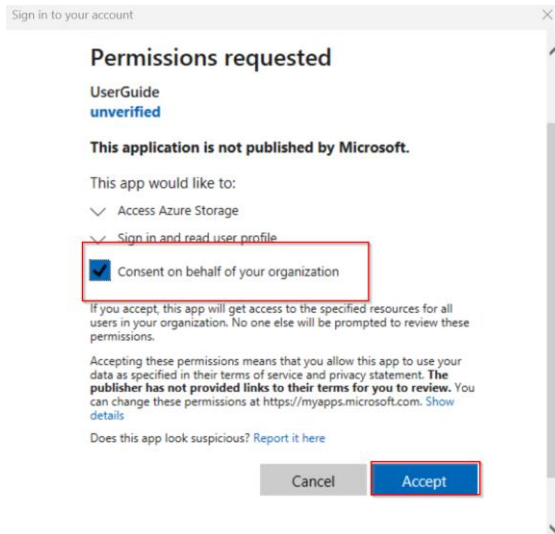 Sign in to your account
Permissions requested
UserGuide
unverified
This application is not published by Microsoft.
This app would like to:
Access Azure Storage
Sign in and read user profile
Consent on behalf of your organization
If you accept, this app will get access to the specified resources for all
users in your organization. No one else will be prompted to review these
permissions.
Accepting these permissions means that you allow this app to use your
data as specified in their terms of service and privacy statement. The
publisher has not provided links to their terms for you to review. You
can change these permissions at https://myapps.microsoft.com. Show
details
Does this app look suspicious? Report it here
Cancel Accept